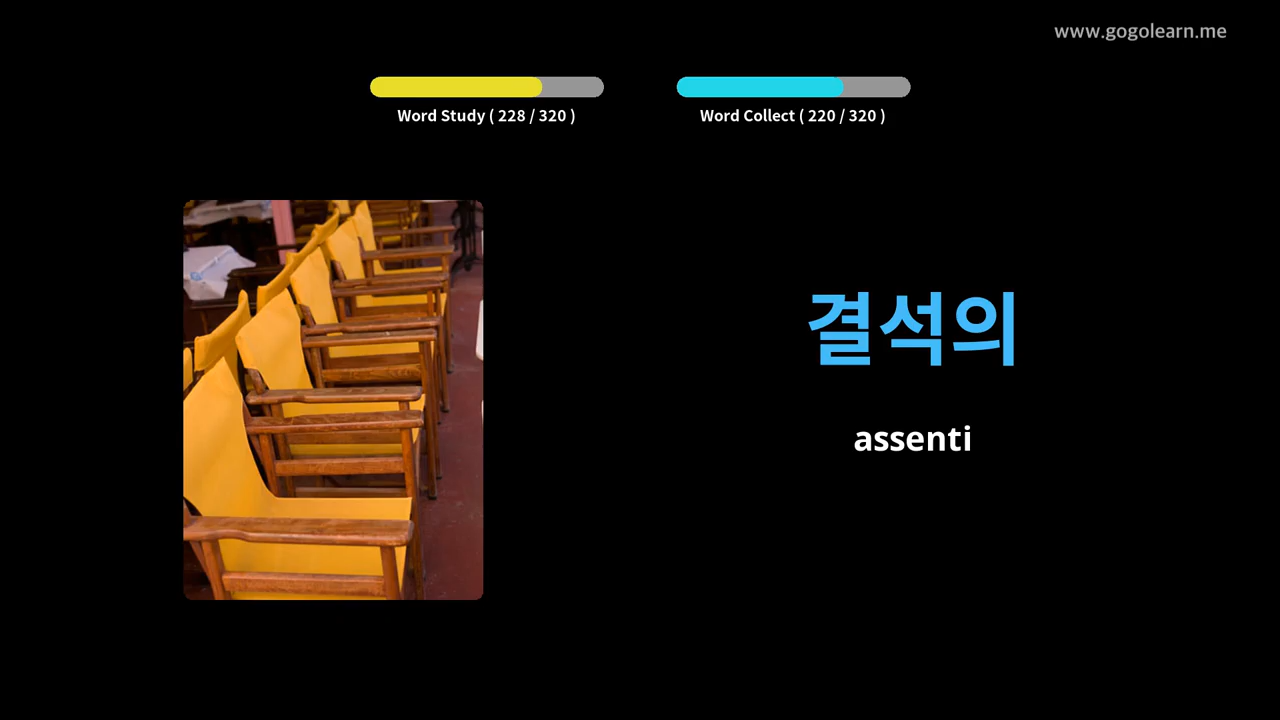 www.gogolearn.me
Word Study ( 228 / 320 )
Word Collect ( 220 / 320 )
결석의
assenti